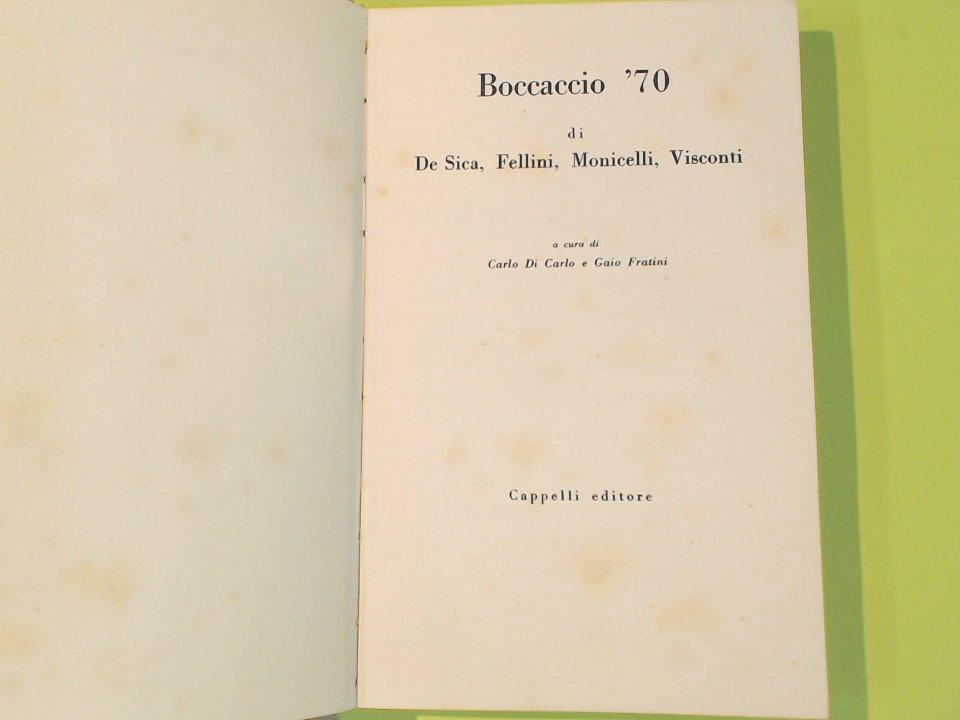 Boccaccio ’70
di
De Sica, Fellini, Monicelli, Visconti
a cura di
Carlo Di Carlo e Gaio Fratini
Cappelli editore